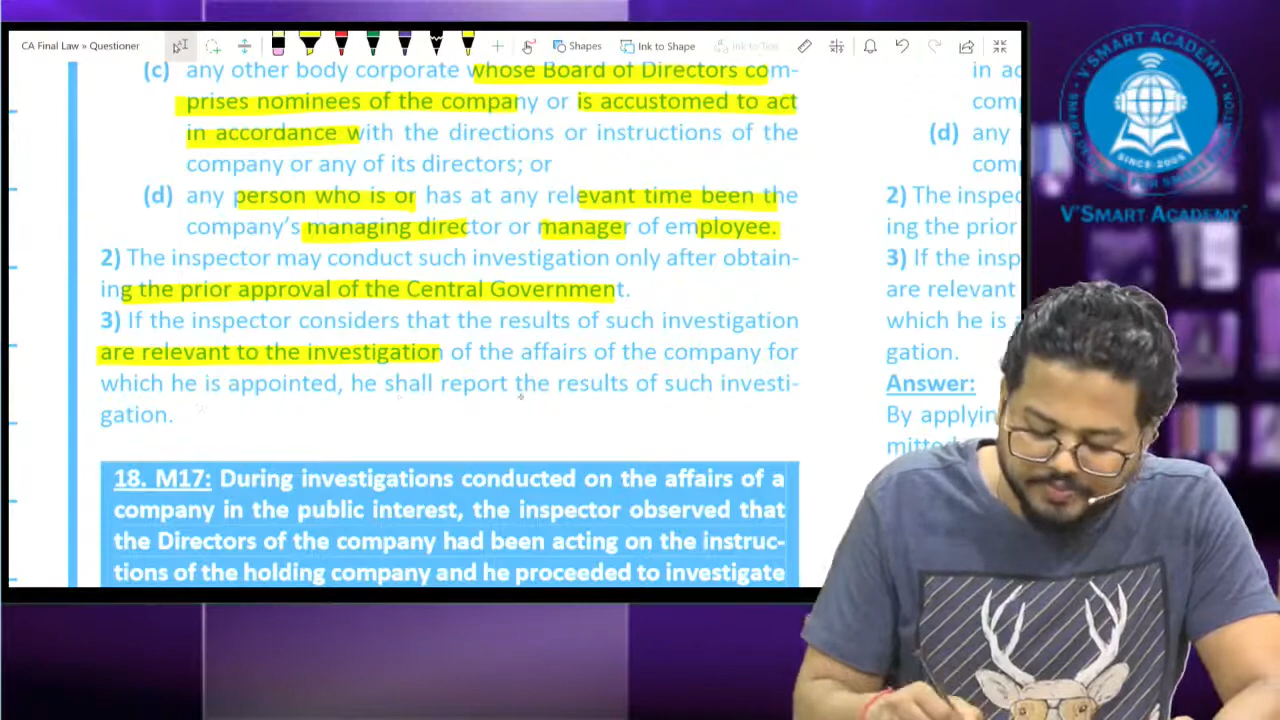 CA Final Law » Questioner
Shapes
Ink to Shape
(c) any other body corporate whose Board of Directors com-
prises nominees of the company or is accustomed to act
in accordance with the directions or instructions of the
company or any of its directors; or
(d) any person who is or has at any relevant time been the
company's managing director or manager of employee.
2) The inspector may conduct such investigation only after obtain-
ing the prior approval of the Central Government.
3) If the inspector considers that the results of such investigation
are relevant to the investigation of the affairs of the company for
which he is appointed, he shall report the results of such investi-
gation.
18. M17: During investigations conducted on the affairs of a
company in the public interest, the inspector observed that
the Directors of the company had been acting on the instruc-
tions of the holding company and he proceeded to investigate
in
(d) any
2) The
ing the prior
3) If the
are relevant
which he is
gation.
Answer:
By
V'SMART ACADEMY
SINCE-2005
V'SMART ACADEMY